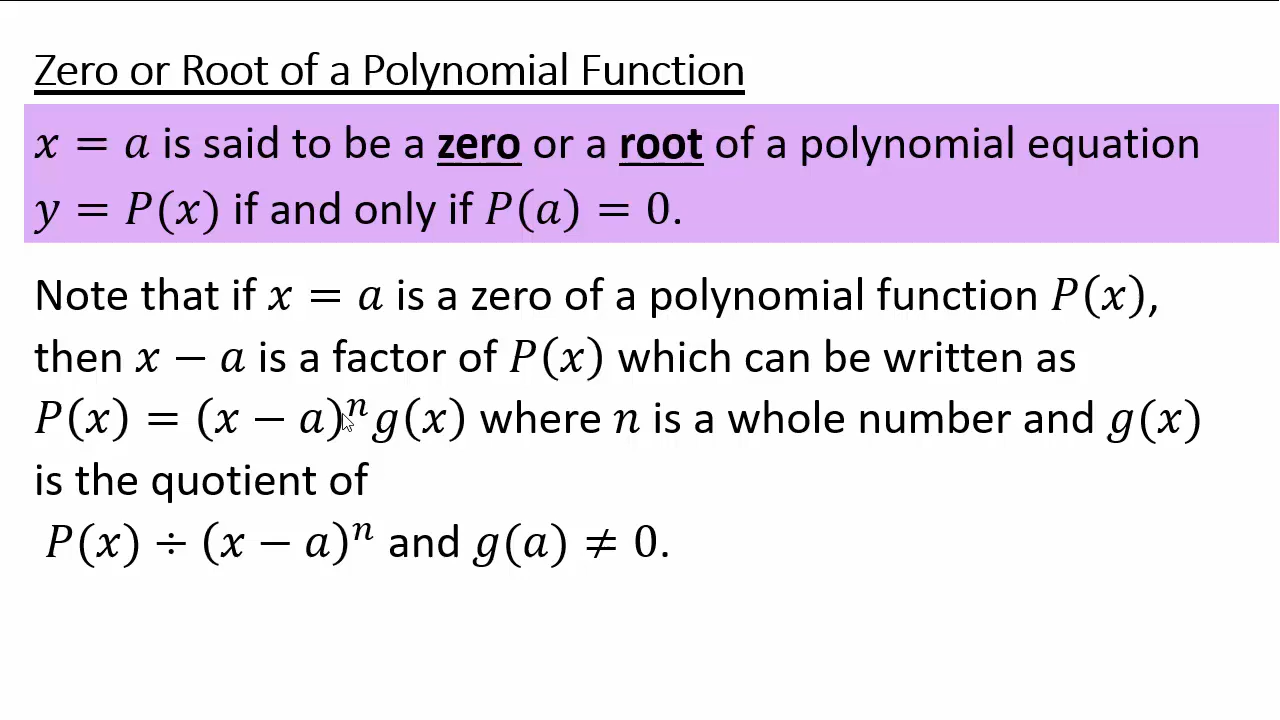 Zero or Root of a Polynomial Function
x = a is said to be a zero or a root of a polynomial equation
y = P(x) if and only if P(a) = 0.
Note that if x = a is a zero of a polynomial function P(x),
then x − a is a factor of P(x) which can be written as
P(x) = (x − a)ⁿg(x) where n is a whole number and g(x)
is the quotient of
P(x) ÷ (x − a)ⁿ and g(a) ≠ 0.